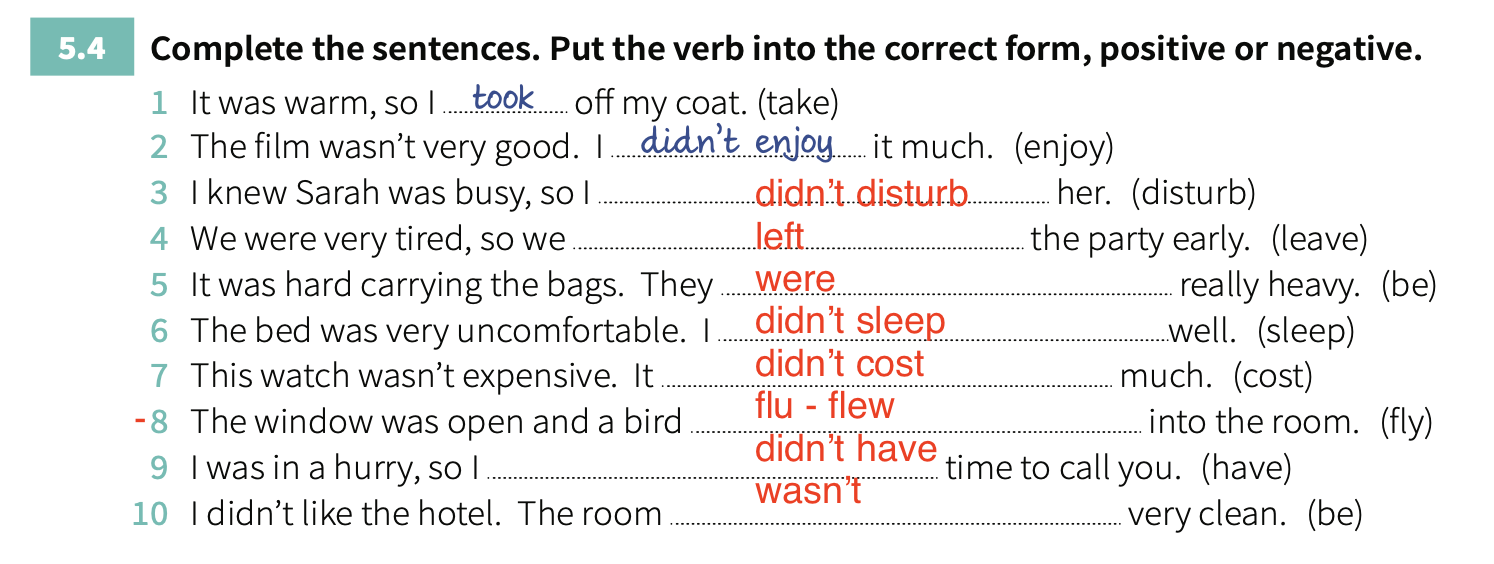 5.4 Complete the sentences. Put the verb into the correct form, positive or negative.
1 It was warm, so I took off my coat. (take)
2 The film wasn't very good. I didn't enjoy it much. (enjoy)
3 I knew Sarah was busy, so I didn't disturb her. (disturb)
4 We were very tired, so we left the party early. (leave)
5 It was hard carrying the bags. They were really heavy. (be)
6 The bed was very uncomfortable. I didn't sleep well. (sleep)
7 This watch wasn't expensive. It didn't cost much. (cost)
-8 The window was open and a bird flu - flew into the room. (fly)
9 I was in a hurry, so I didn't have time to call you. (have)
10 I didn't like the hotel. The room wasn't very clean. (be)